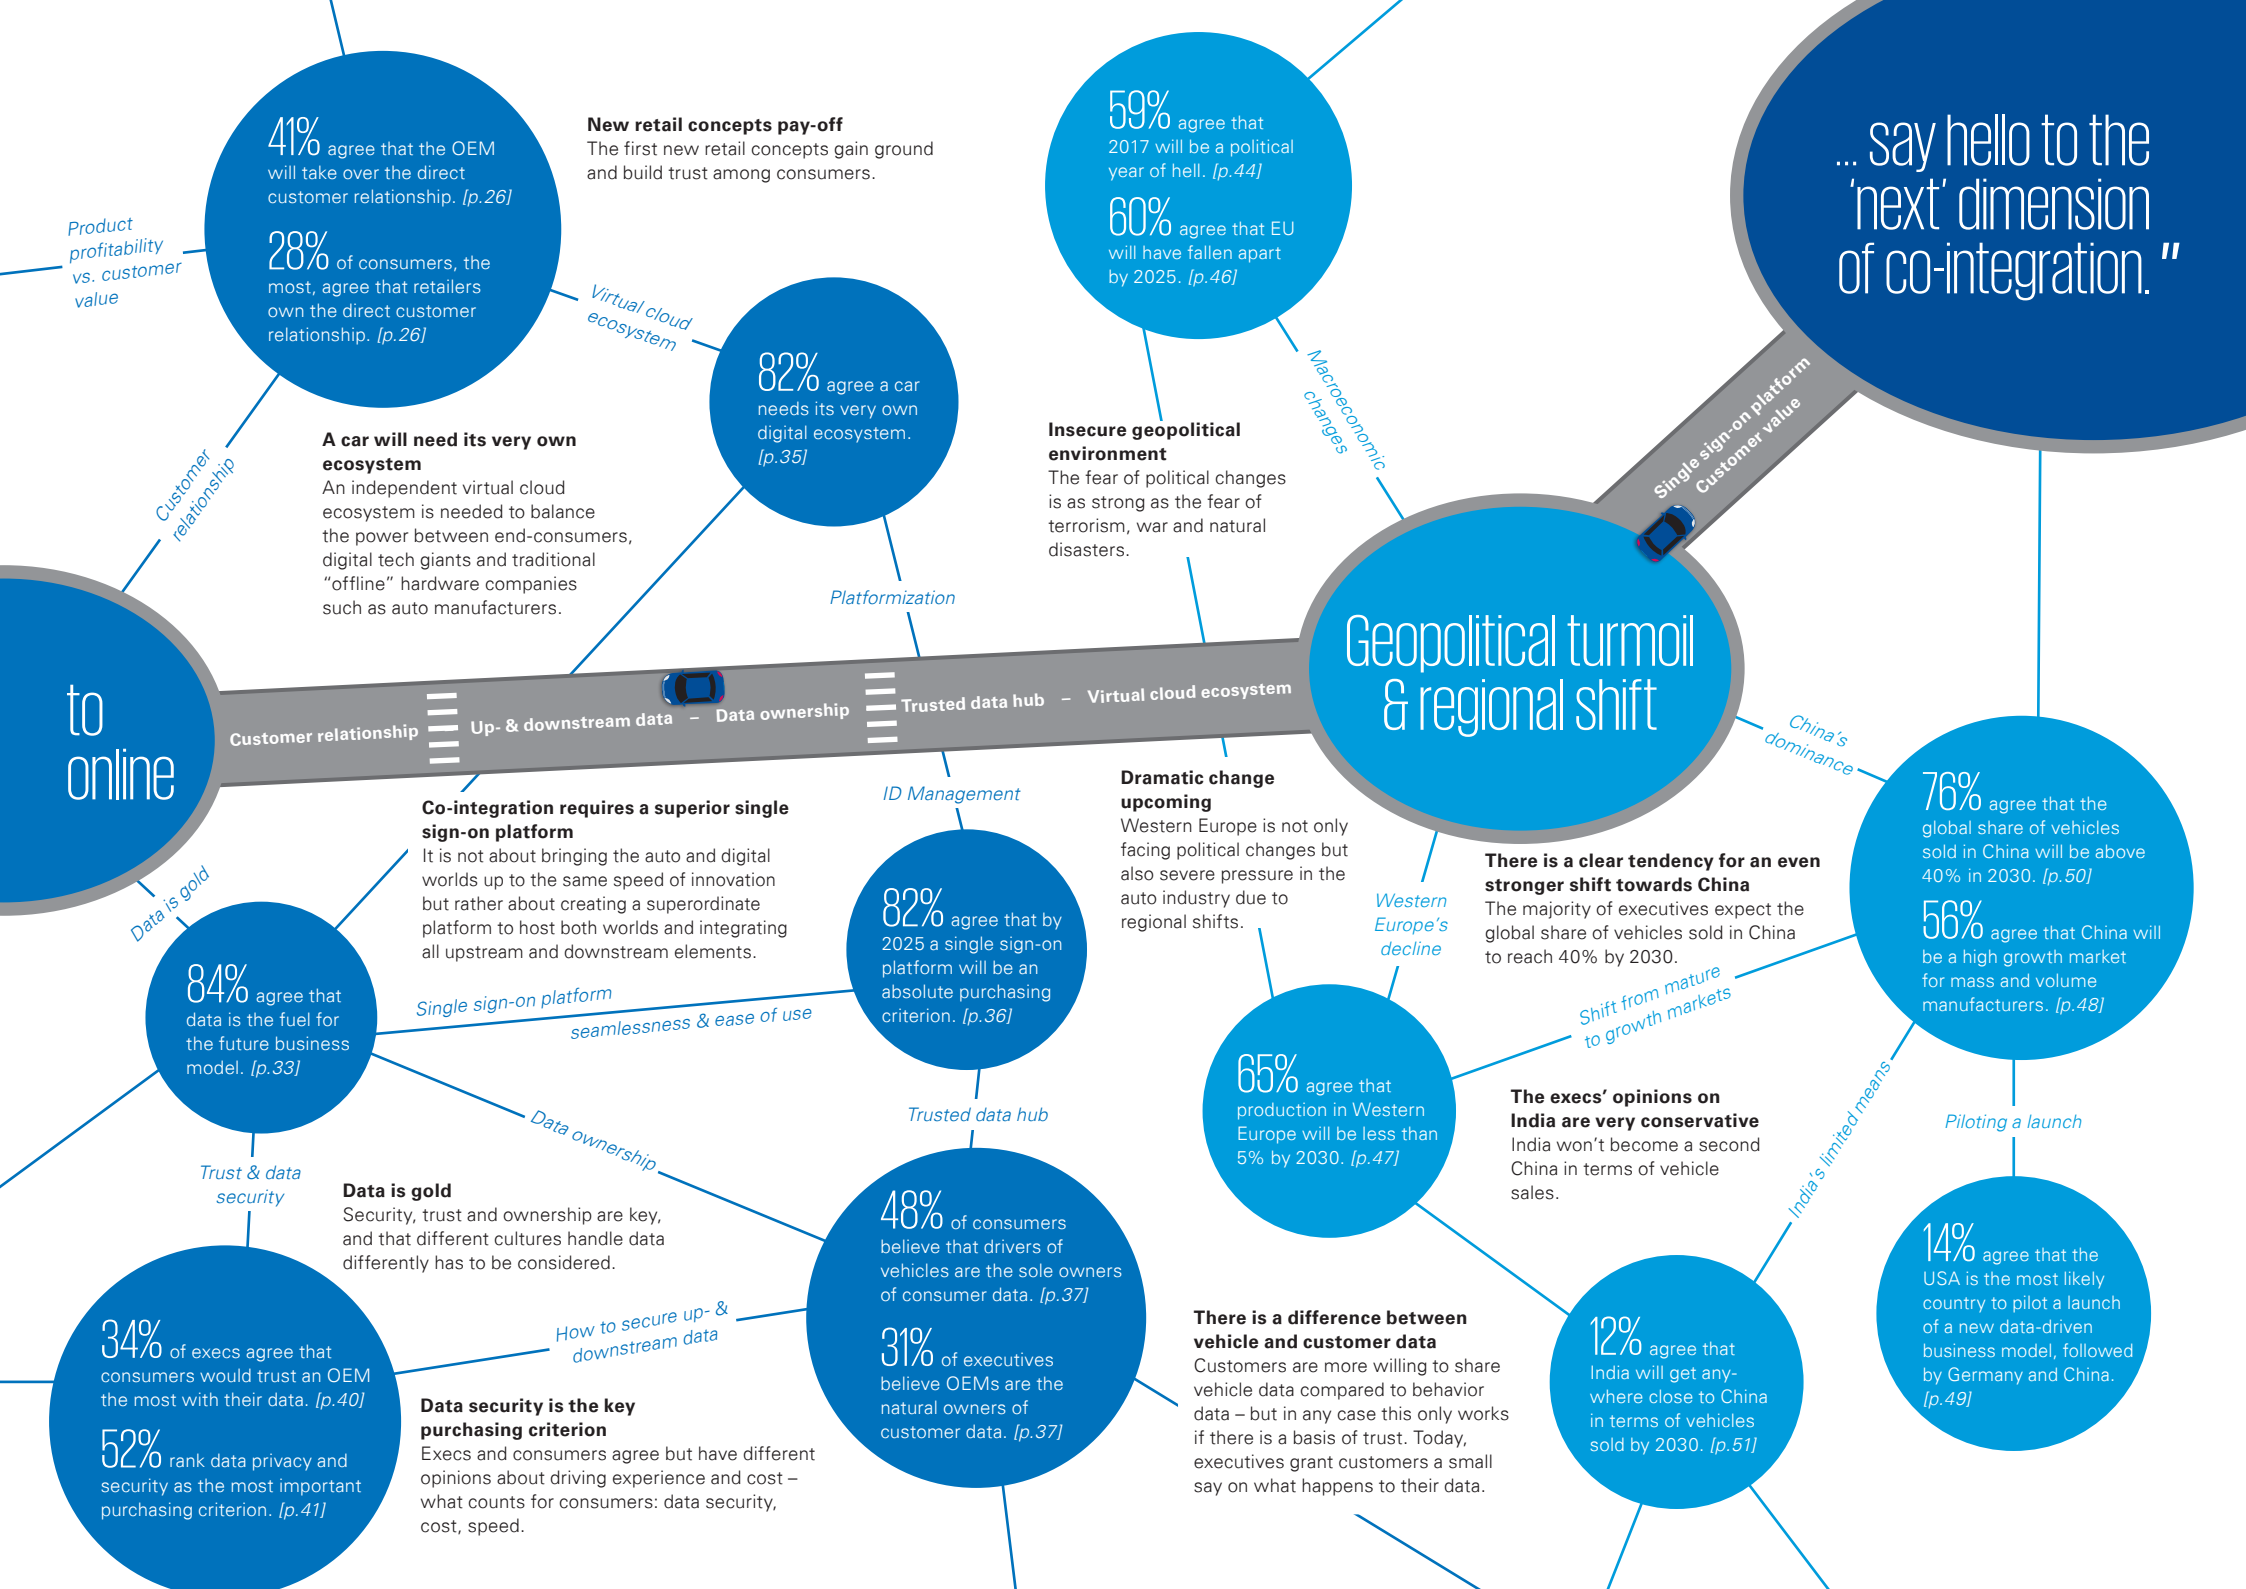 41% agree that the OEM
will take over the direct
customer relationship. [p.26]
28% of consumers, the
most, agree that retailers
own the direct customer
relationship. [p.26]
New retail concepts pay-off
The first new retail concepts gain ground
and build trust among consumers.
59% agree that
2017 will be a political
year of hell. [p.44]
60% agree that EU
will have fallen apart
by 2025. [p.46]
... say hello to the
'next' dimension
of co-integration."
Product
profitability
vs. customer
value
Virtual cloud
ecosystem
82% agree a car
needs its very own
digital ecosystem.
[p.35]
Macroeconomic
changes
Single sign-on platform
Customer value
Customer
relationship
A car will need its very own
ecosystem
An independent virtual cloud
ecosystem is needed to balance
the power between end-consumers,
digital tech giants and traditional
“offline” hardware companies
such as auto manufacturers.
Insecure geopolitical
environment
The fear of political changes
is as strong as the fear of
terrorism, war and natural
disasters.
Platformization
to
online
Customer relationship
Up- & downstream data – Data ownership
Trusted data hub – Virtual cloud ecosystem
Geopolitical turmoil
& regional shift
China's
dominance
Co-integration requires a superior single
sign-on platform
It is not about bringing the auto and digital
worlds up to the same speed of innovation
but rather about creating a superordinate
platform to host both worlds and integrating
all upstream and downstream elements.
ID Management
Dramatic change
upcoming
Western Europe is not only
facing political changes but
also severe pressure in the
auto industry due to
regional shifts.
Western
Europe's
decline
There is a clear tendency for an even
stronger shift towards China
The majority of executives expect the
global share of vehicles sold in China
to reach 40% by 2030.
76% agree that the
global share of vehicles
sold in China will be above
40% in 2030. [p.50]
56% agree that China will
be a high growth market
for mass and volume
manufacturers. [p.48]
Data is gold
84% agree that
data is the fuel for
the future business
model. [p.33]
Single sign-on platform
seamlessness & ease of use
82% agree that by
2025 a single sign-on
platform will be an
absolute purchasing
criterion. [p.36]
Shift from mature
to growth markets
65% agree that
production in Western
Europe will be less than
5% by 2030. [p.47]
The execs’ opinions on
India are very conservative
India won’t become a second
China in terms of vehicle
sales.
India's limited means
Piloting a launch
Data ownership
Trusted data hub
Trust & data
security
Data is gold
Security, trust and ownership are key,
and that different cultures handle data
differently has to be considered.
48% of consumers
believe that drivers of
vehicles are the sole owners
of consumer data. [p.37]
31% of executives
believe OEMs are the
natural owners of
customer data. [p.37]
14% agree that the
USA is the most likely
country to pilot a launch
of a new data-driven
business model, followed
by Germany and China.
[p.49]
34% of execs agree that
consumers would trust an OEM
the most with their data. [p.40]
52% rank data privacy and
security as the most important
purchasing criterion. [p.41]
How to secure up- &
downstream data
Data security is the key
purchasing criterion
Execs and consumers agree but have different
opinions about driving experience and cost –
what counts for consumers: data security,
cost, speed.
There is a difference between
vehicle and customer data
Customers are more willing to share
vehicle data compared to behavior
data – but in any case this only works
if there is a basis of trust. Today,
executives grant customers a small
say on what happens to their data.
12% agree that
India will get any-
where close to China
in terms of vehicles
sold by 2030. [p.51]